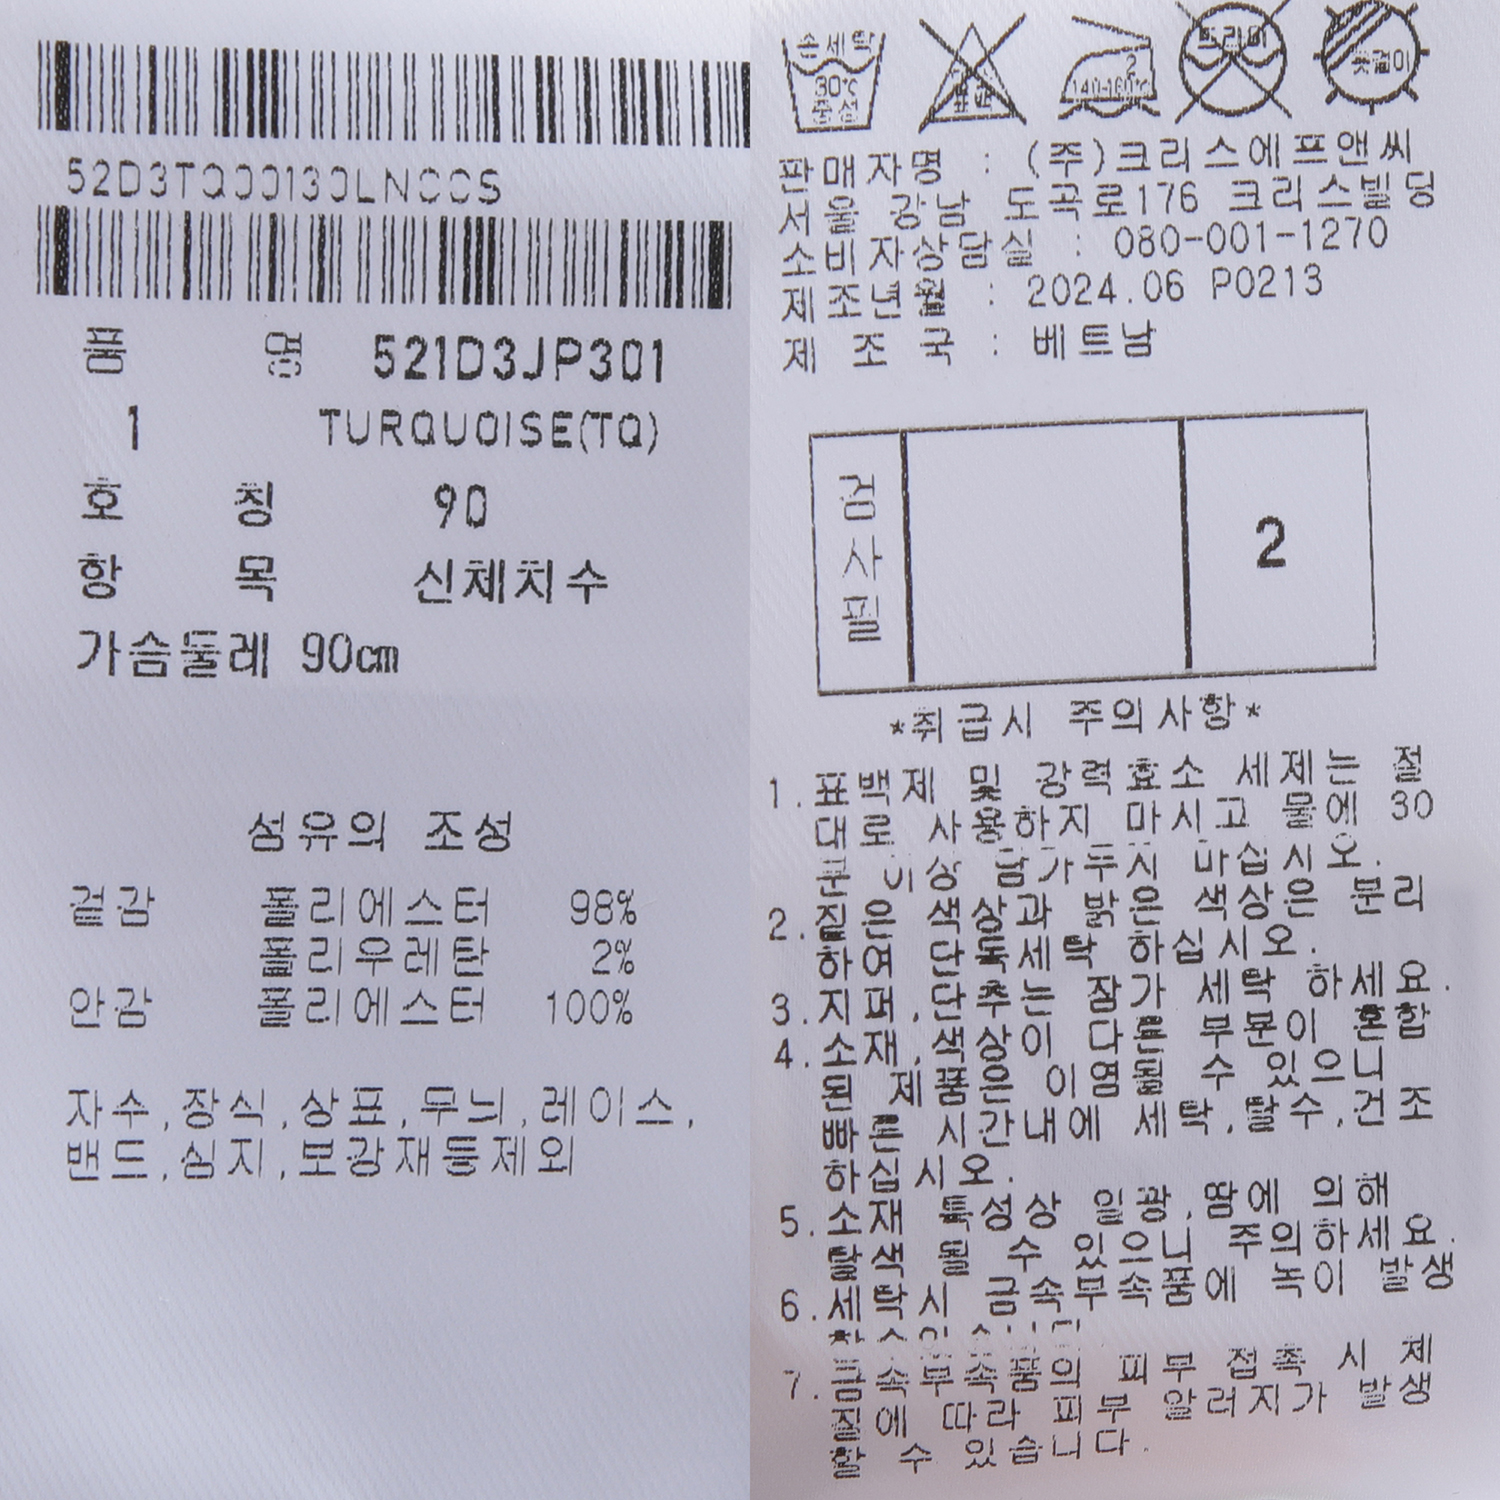 52D3TQ00130LNCCS
품 명 521D3JP301
1 TURQUOISE(TQ)
호 칭 90
항 목 신체치수
가슴둘레 90cm
섬유의 조성
겉감 폴리에스터 98%
폴리우레탄 2%
안감 폴리에스터 100%
자수,장식,상표,무늬,레이스,
밴드,심지,보강재등제외
손세탁
30℃
중성
표백
2
140-160℃
드라이
옷걸이
판매자명 : (주)크리스에프앤씨
서울 강남 도곡로176 크리스빌딩
소비자상담실 : 080-001-1270
제조년월 : 2024.06 P0213
제 조 국 : 베트남
검사필
2
*취급시 주의사항*
1.표백제 및 강력효소 세제는 절
대로 사용하지 마시고 물에 30
분 이상 담가두지 마십시오.
2.짙은 색상과 밝은 색상은 분리
하여 단독세탁 하십시오.
3.지퍼,단추는 잠가 세탁 하세요.
4.소재,색상이 다른 부분이 혼합
된 제품은 이염될 수 있으니
빠른 시간내에 세탁,탈수,건조
하십시오.
5.소재 특성상 일광,땀에 의해
탈색 될 수 있으니 주의하세요.
6.세탁시 금속부속품에 녹이 발생
할 수 있습니다.
7.금속부속품의 피부 접촉 시 체
질에 따라 피부 알러지가 발생
할 수 있습니다.